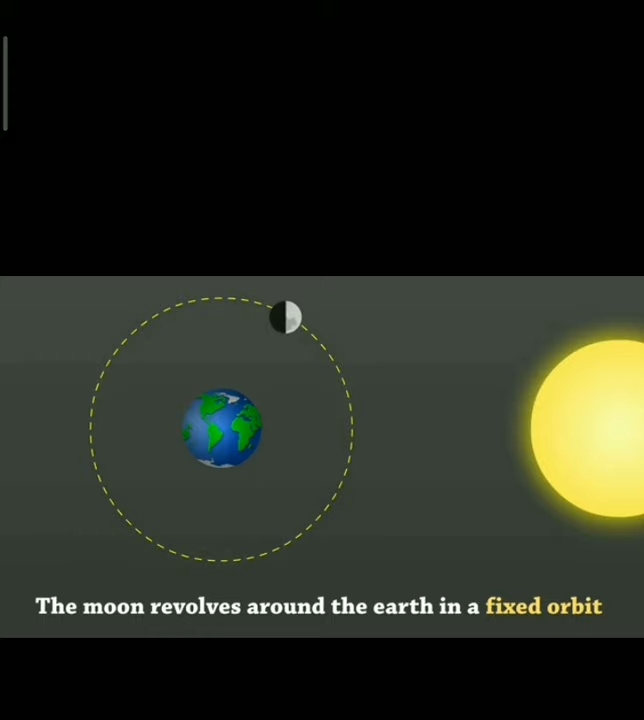 The moon revolves around the earth in a fixed orbit